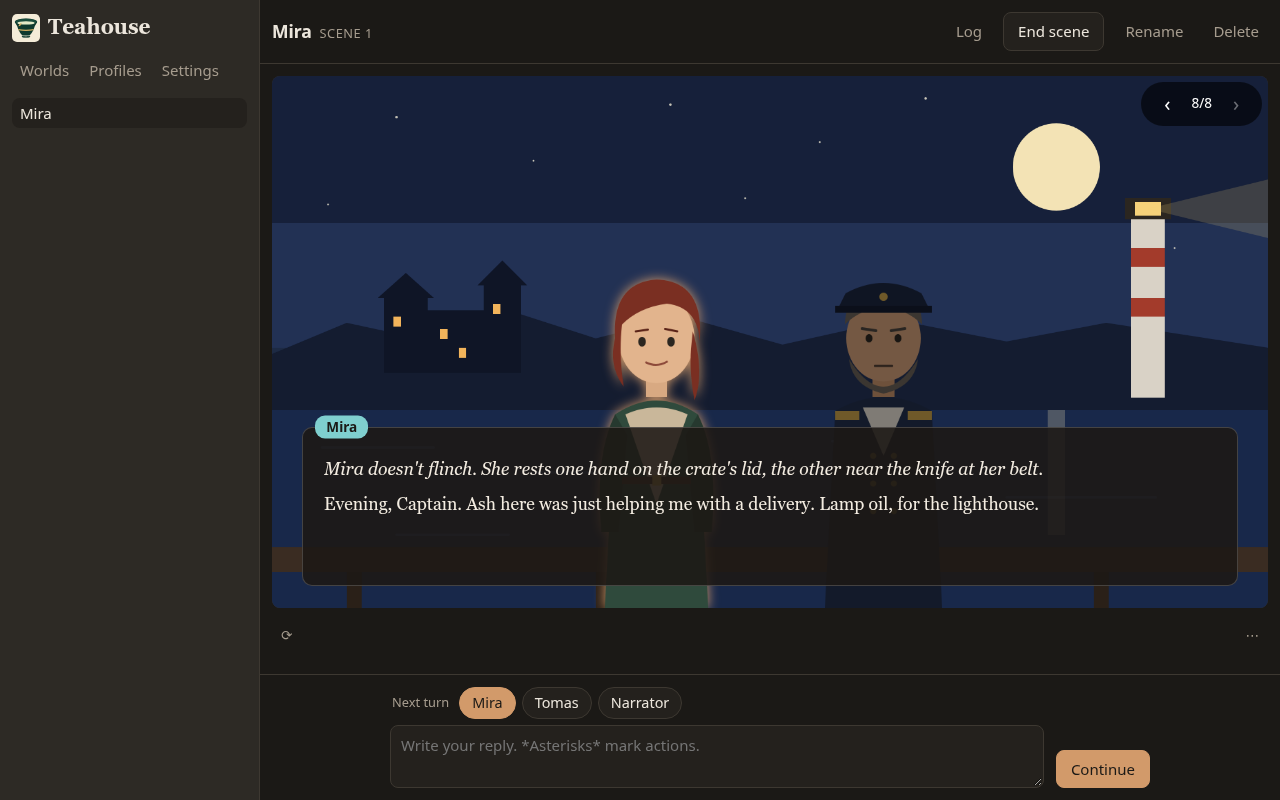 Teahouse
Worlds Profiles Settings
Mira
Mira SCENE 1
Log End scene Rename Delete
‹ 8/8 ›
Mira
Mira doesn't flinch. She rests one hand on the crate's lid, the other near the knife at her belt.
Evening, Captain. Ash here was just helping me with a delivery. Lamp oil, for the lighthouse.
⟳ ···
Next turn Mira Tomas Narrator
Write your reply. *Asterisks* mark actions.
Continue